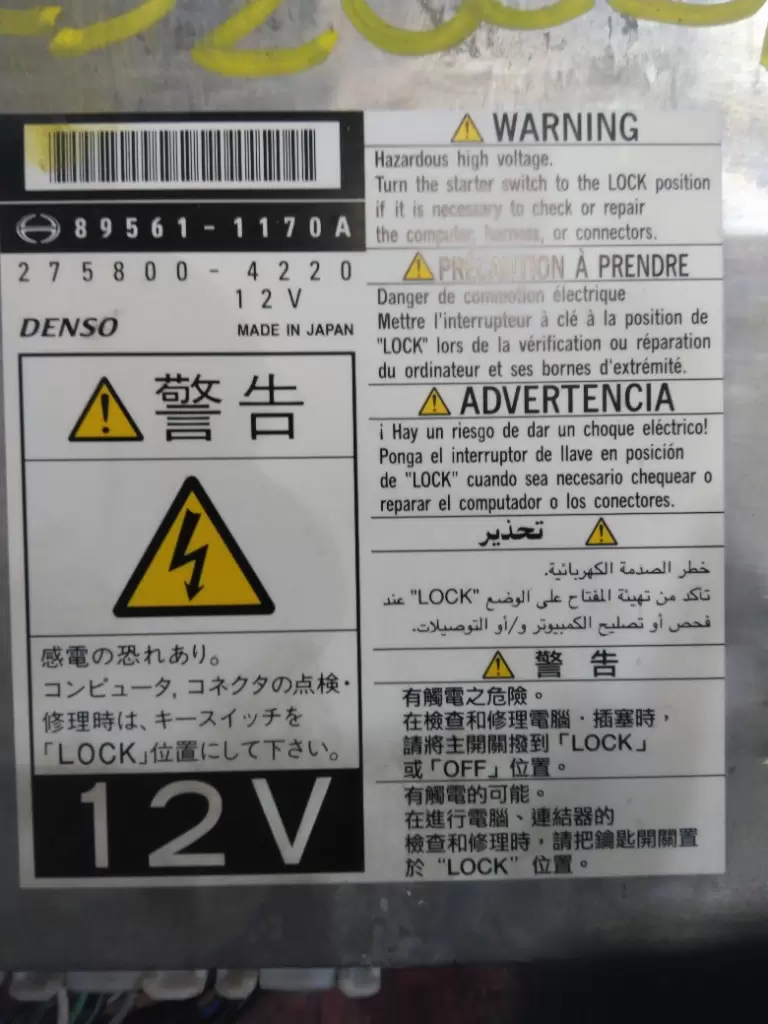 89561-1170A
275800-4220
12V
DENSO
MADE IN JAPAN
警告
感電の恐れあり。
コンピュータ, コネクタの点検・
修理時は、キースイッチを
「LOCK」位置にして下さい。
12V
WARNING
Hazardous high voltage.
Turn the starter switch to the LOCK position
if it is necessary to check or repair
the computer, harness, or connectors.
PRÉCAUTION À PRENDRE
Danger de commotion électrique
Mettre l'interrupteur à clé à la position de
"LOCK" lors de la vérification ou réparation
du ordinateur et ses bornes d'extrémité.
ADVERTENCIA
¡ Hay un riesgo de dar un choque eléctrico!
Ponga el interruptor de llave en posición
de "LOCK" cuando sea necesario chequear o
reparar el computador o los conectores.
تحذير
خطر الصدمة الكهربائية.
تأكد من تهيئة المفتاح على الوضع "LOCK" عند
فحص أو تصليح الكمبيوتر و/أو التوصيلات.
警告
有觸電之危險。
在檢查和修理電腦・插塞時，
請將主開關撥到「LOCK」
或「OFF」位置。
有觸電的可能。
在進行電腦、連結器的
檢查和修理時，請把鑰匙開關置
於“LOCK”位置。